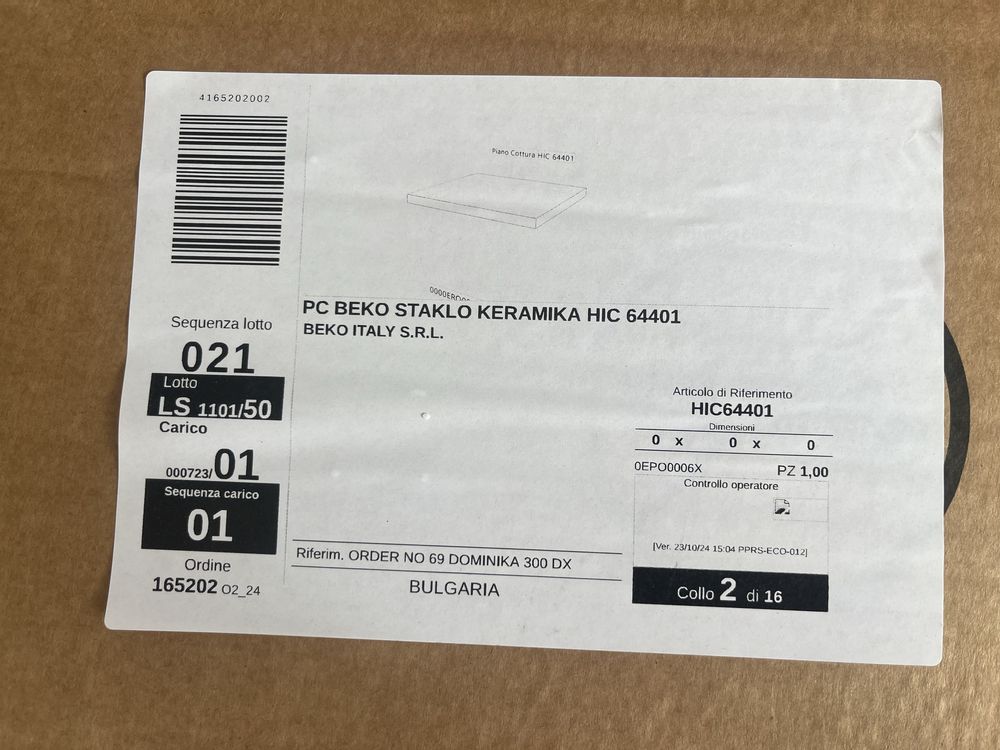 4165202002
Piano Cottura HIC 64401
PC BEKO STAKLO KERAMIKA HIC 64401
BEKO ITALY S.R.L.
Sequenza lotto
021
Lotto
LS 1101/50
Carico
000723/01
Sequenza carico
01
Ordine
165202 O2_24
Riferim. ORDER NO 69 DOMINIKA 300 DX
BULGARIA
Articolo di Riferimento
HIC64401
Dimensioni
0 x 0 x 0
0EPO0006X PZ 1,00
Controllo operatore
[Ver. 23/10/24 15:04 PPRS-ECO-012]
Collo 2 di 16